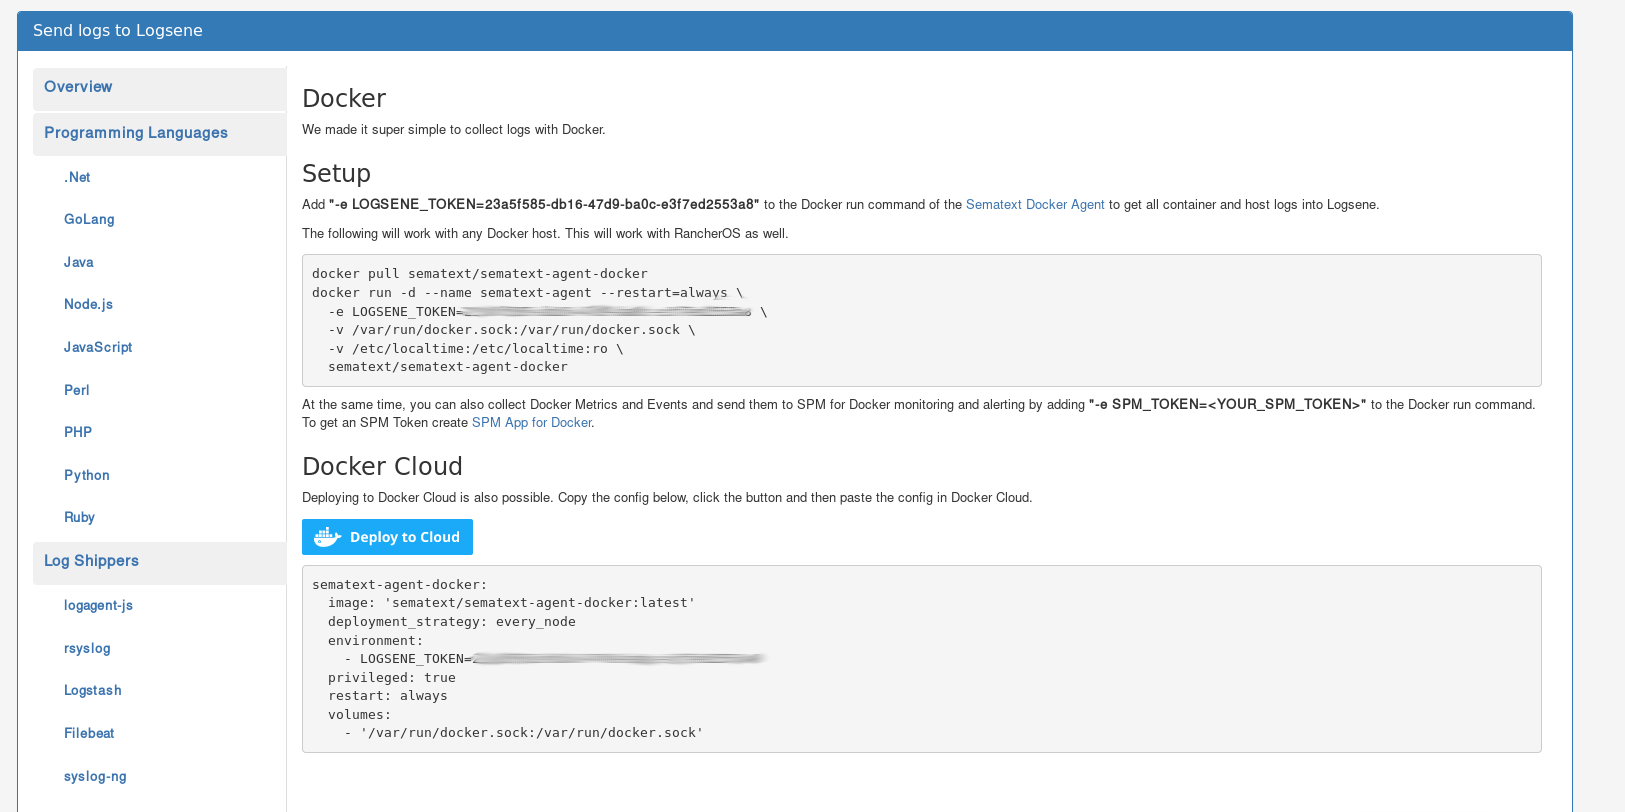 Send logs to Logsene
Overview
Programming Languages
.Net
GoLang
Java
Node.js
JavaScript
Perl
PHP
Python
Ruby
Log Shippers
logagent-js
rsyslog
Logstash
Filebeat
syslog-ng
Docker
We made it super simple to collect logs with Docker.
Setup
Add "-e LOGSENE_TOKEN=23a5f585-db16-47d9-ba0c-e3f7ed2553a8" to the Docker run command of the Sematext Docker Agent to get all container and host logs into Logsene.
The following will work with any Docker host. This will work with RancherOS as well.
docker pull sematext/sematext-agent-docker
docker run -d --name sematext-agent --restart=always \
-e LOGSENE_TOKEN= \
-v /var/run/docker.sock:/var/run/docker.sock \
-v /etc/localtime:/etc/localtime:ro \
sematext/sematext-agent-docker
At the same time, you can also collect Docker Metrics and Events and send them to SPM for Docker monitoring and alerting by adding "-e SPM_TOKEN=<YOUR_SPM_TOKEN>" to the Docker run command.
To get an SPM Token create SPM App for Docker.
Docker Cloud
Deploying to Docker Cloud is also possible. Copy the config below, click the button and then paste the config in Docker Cloud.
Deploy to Cloud
sematext-agent-docker:
image: 'sematext/sematext-agent-docker:latest'
deployment_strategy: every_node
environment:
- LOGSENE_TOKEN=
privileged: true
restart: always
volumes:
- '/var/run/docker.sock:/var/run/docker.sock'